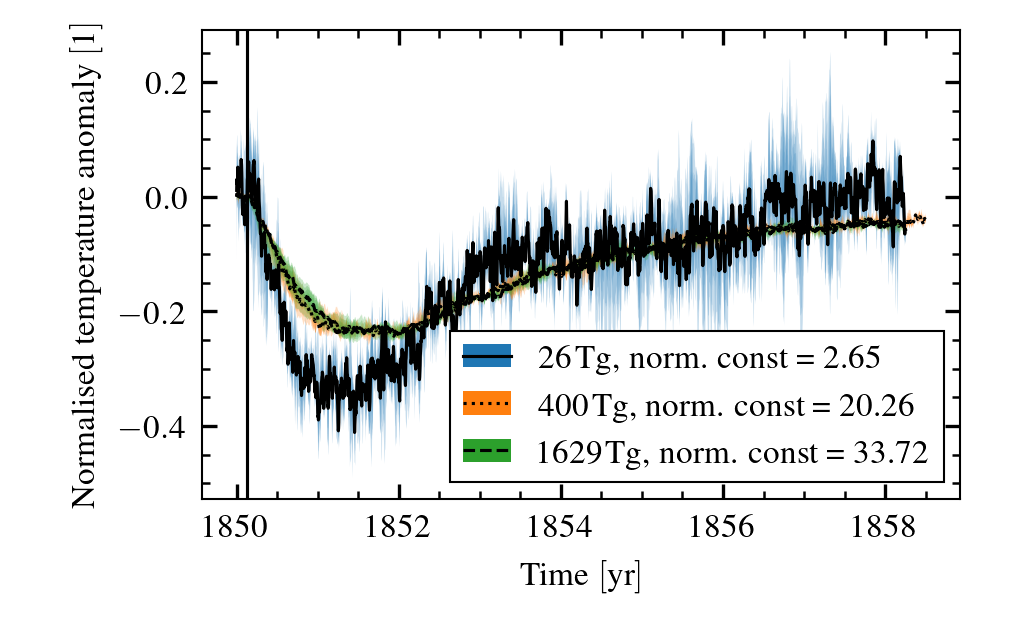 Normalised temperature anomaly [1]
0.2
0.0
−0.2
−0.4
26 Tg, norm. const = 2.65
400 Tg, norm. const = 20.26
1629 Tg, norm. const = 33.72
1850 1852 1854 1856 1858
Time [yr]